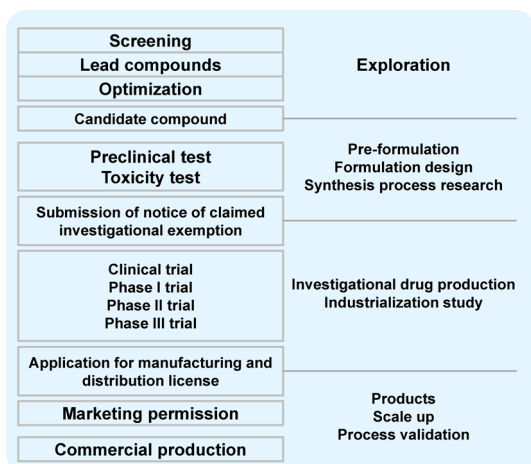 Screening
Lead compounds
Optimization
Exploration
Candidate compound
Preclinical test
Toxicity test
Pre-formulation
Formulation design
Synthesis process research
Submission of notice of claimed
investigational exemption
Clinical trial
Phase I trial
Phase II trial
Phase III trial
Investigational drug production
Industrialization study
Application for manufacturing and
distribution license
Marketing permission
Commercial production
Products
Scale up
Process validation